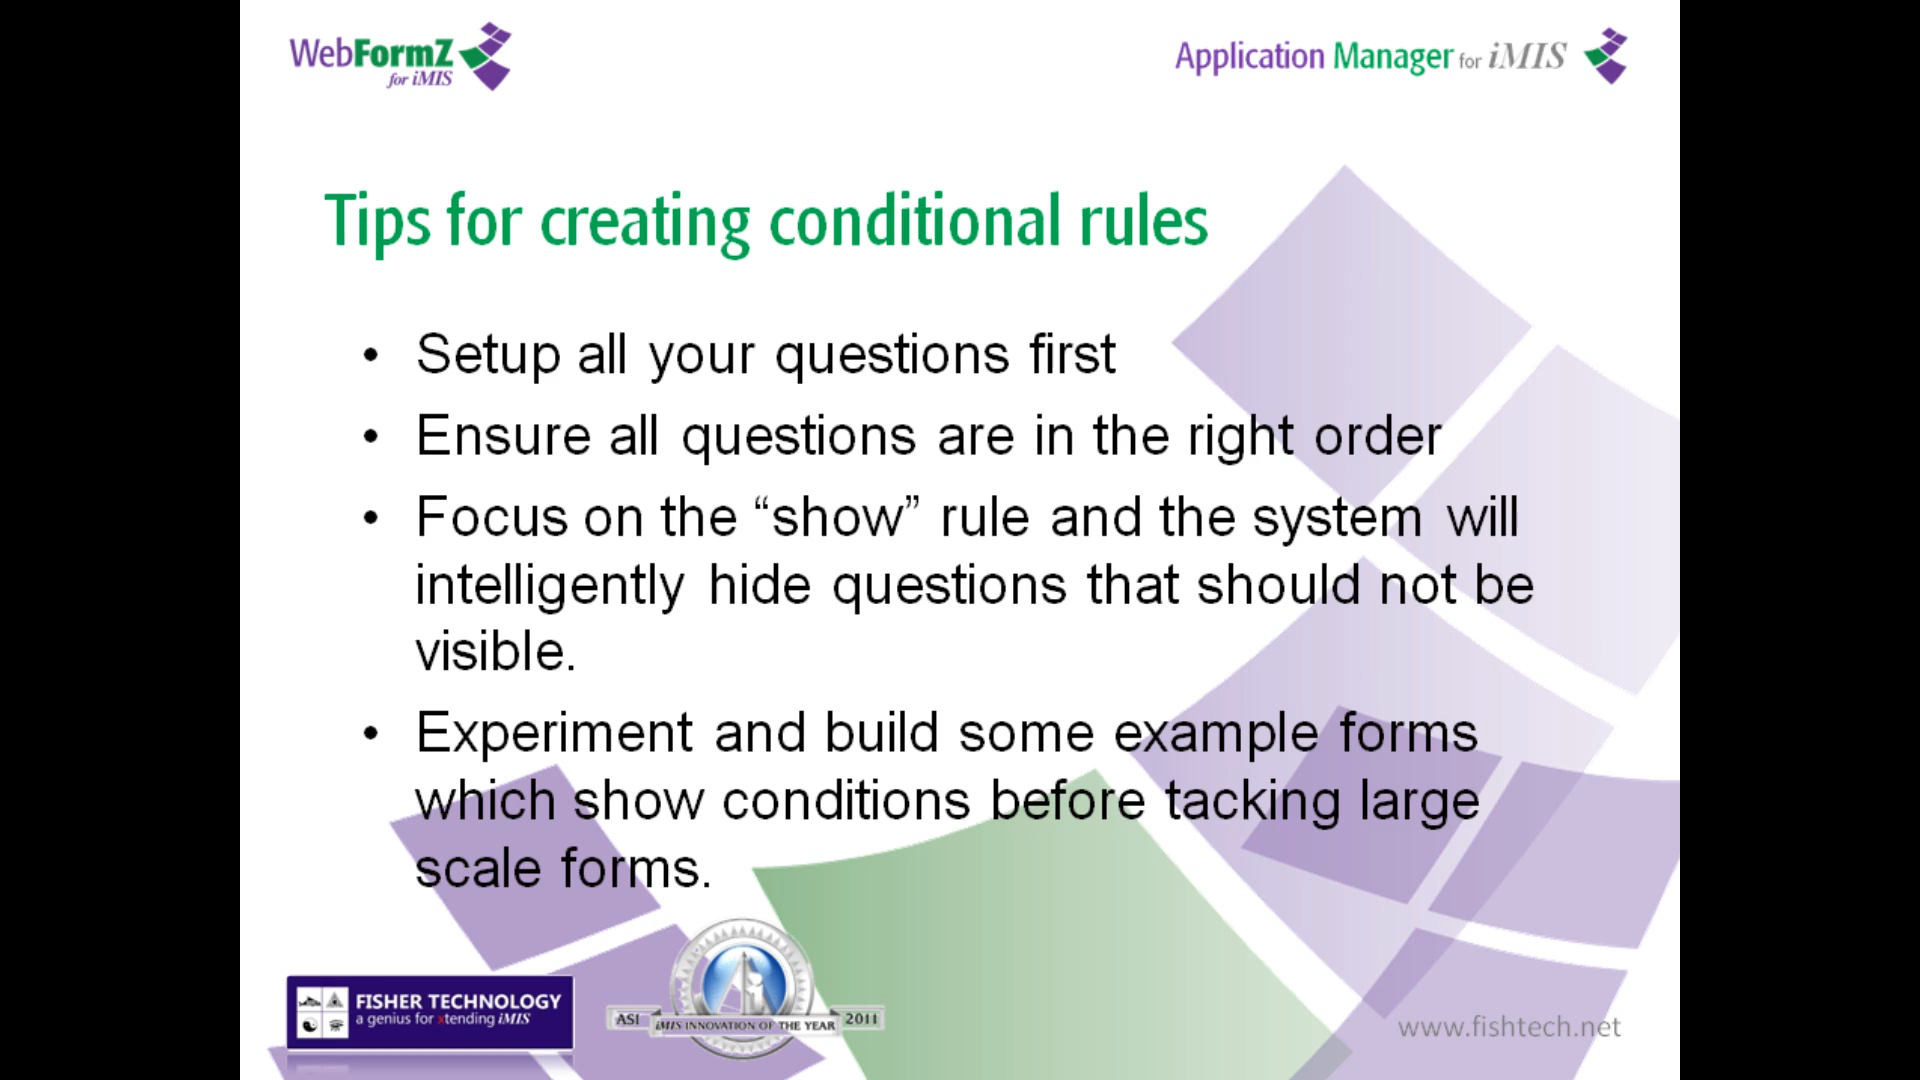 WebFormZ
for iMIS
Application Manager for iMIS
Tips for creating conditional rules
• Setup all your questions first
• Ensure all questions are in the right order
• Focus on the “show” rule and the system will
intelligently hide questions that should not be
visible.
• Experiment and build some example forms
which show conditions before tacking large
scale forms.
FISHER TECHNOLOGY
a genius for xtending iMIS
ASI iMIS INNOVATION OF THE YEAR 2011
www.fishtech.net